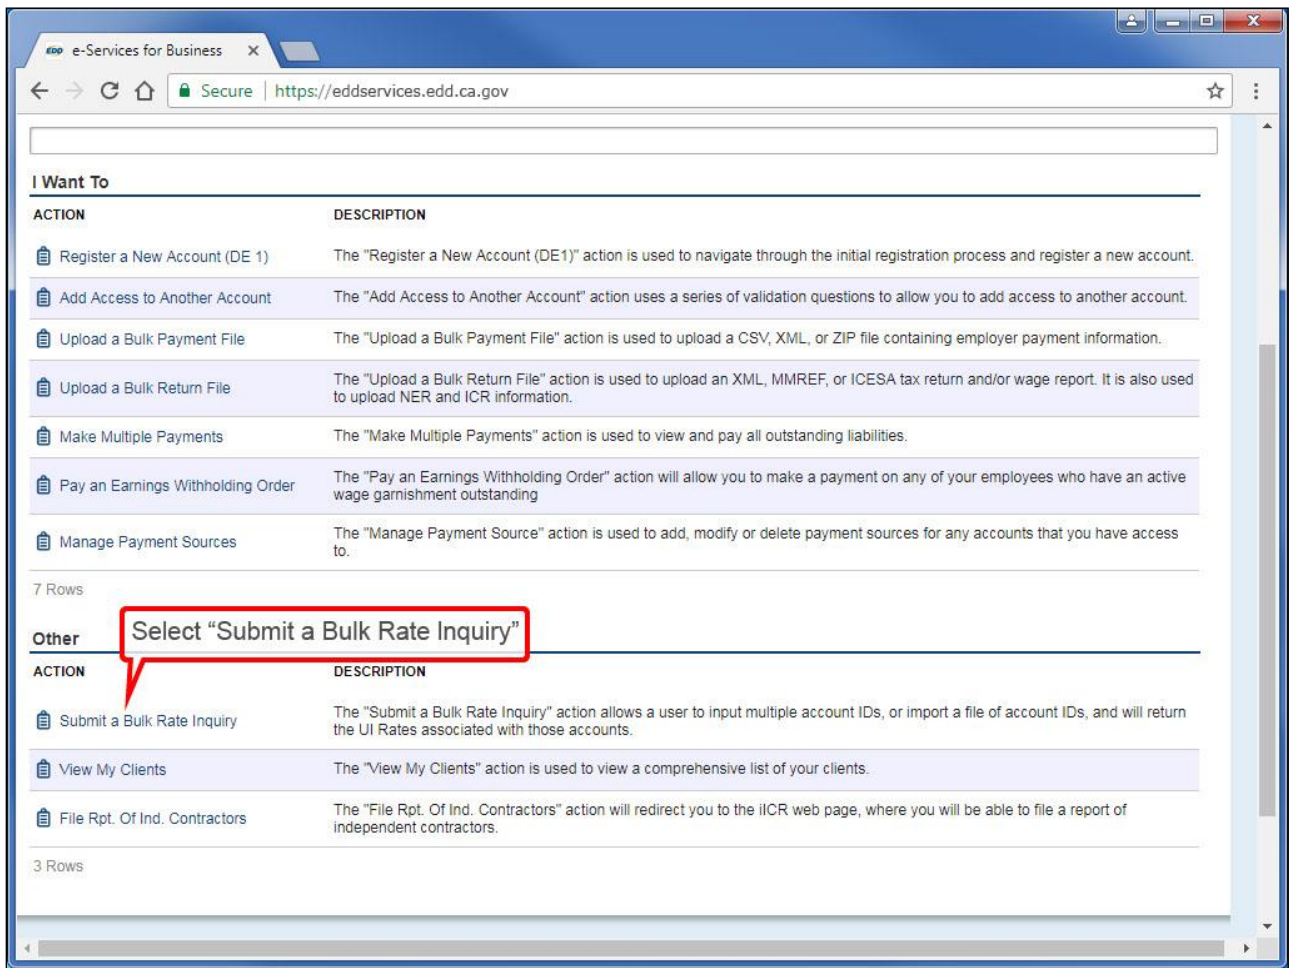 EDD e-Services for Business
Secure | https://eddservices.edd.ca.gov
I Want To
ACTION DESCRIPTION
Register a New Account (DE 1) The "Register a New Account (DE1)" action is used to navigate through the initial registration process and register a new account.
Add Access to Another Account The "Add Access to Another Account" action uses a series of validation questions to allow you to add access to another account.
Upload a Bulk Payment File The "Upload a Bulk Payment File" action is used to upload a CSV, XML, or ZIP file containing employer payment information.
Upload a Bulk Return File The "Upload a Bulk Return File" action is used to upload an XML, MMREF, or ICESA tax return and/or wage report. It is also used
to upload NER and ICR information.
Make Multiple Payments The "Make Multiple Payments" action is used to view and pay all outstanding liabilities.
Pay an Earnings Withholding Order The "Pay an Earnings Withholding Order" action will allow you to make a payment on any of your employees who have an active
wage garnishment outstanding
Manage Payment Sources The "Manage Payment Source" action is used to add, modify or delete payment sources for any accounts that you have access
to.
7 Rows
Other
Select “Submit a Bulk Rate Inquiry”
ACTION DESCRIPTION
Submit a Bulk Rate Inquiry The "Submit a Bulk Rate Inquiry" action allows a user to input multiple account IDs, or import a file of account IDs, and will return
the UI Rates associated with those accounts.
View My Clients The "View My Clients" action is used to view a comprehensive list of your clients.
File Rpt. Of Ind. Contractors The "File Rpt. Of Ind. Contractors" action will redirect you to the iICR web page, where you will be able to file a report of
independent contractors.
3 Rows